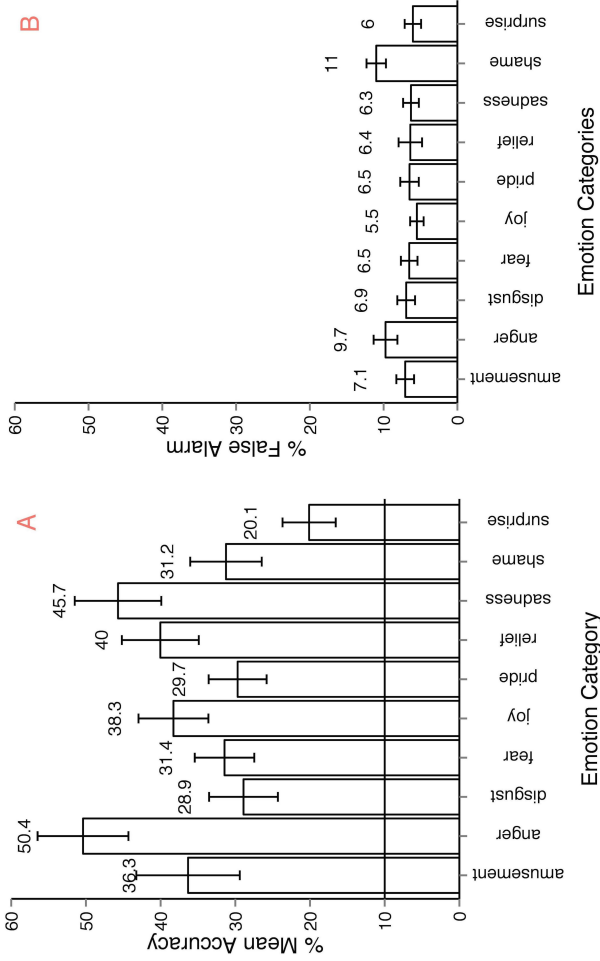 A
60
50
40
30
20
10
0
% Mean Accuracy
36.3
50.4
28.9
31.4
38.3
29.7
40
45.7
31.2
20.1
amusement
anger
disgust
fear
joy
pride
relief
sadness
shame
surprise
Emotion Category
B
60
50
40
30
20
10
0
% False Alarm
7.1
9.7
6.9
6.5
5.5
6.5
6.4
6.3
11
6
amusement
anger
disgust
fear
joy
pride
relief
sadness
shame
surprise
Emotion Categories